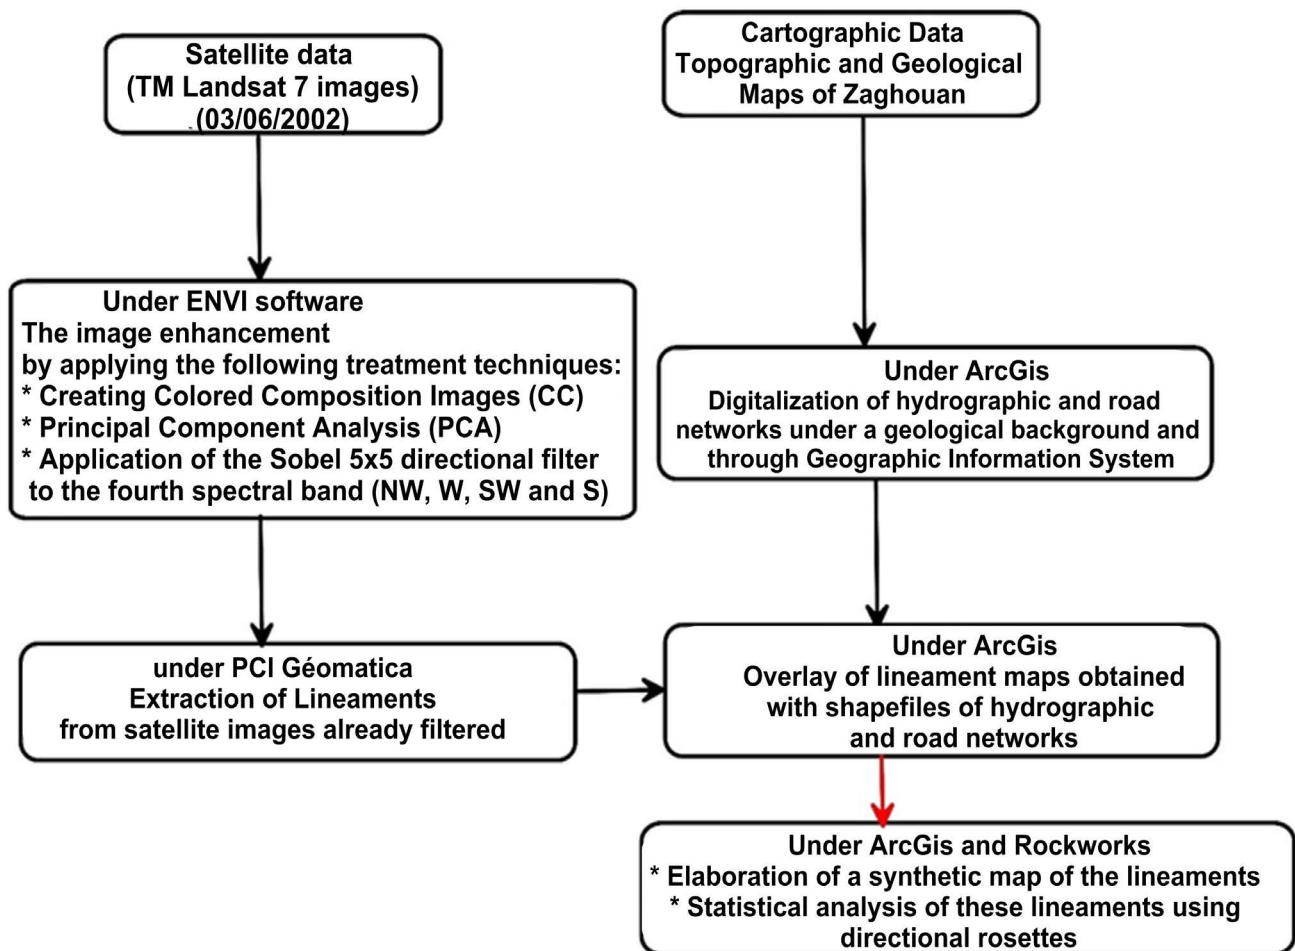 Satellite data
(TM Landsat 7 images)
(03/06/2002)
Cartographic Data
Topographic and Geological
Maps of Zaghouan
Under ENVI software
The image enhancement
by applying the following treatment techniques:
* Creating Colored Composition Images (CC)
* Principal Component Analysis (PCA)
* Application of the Sobel 5x5 directional filter
to the fourth spectral band (NW, W, SW and S)
Under ArcGis
Digitalization of hydrographic and road
networks under a geological background and
through Geographic Information System
under PCI Géomatica
Extraction of Lineaments
from satellite images already filtered
Under ArcGis
Overlay of lineament maps obtained
with shapefiles of hydrographic
and road networks
Under ArcGis and Rockworks
* Elaboration of a synthetic map of the lineaments
* Statistical analysis of these lineaments using
directional rosettes